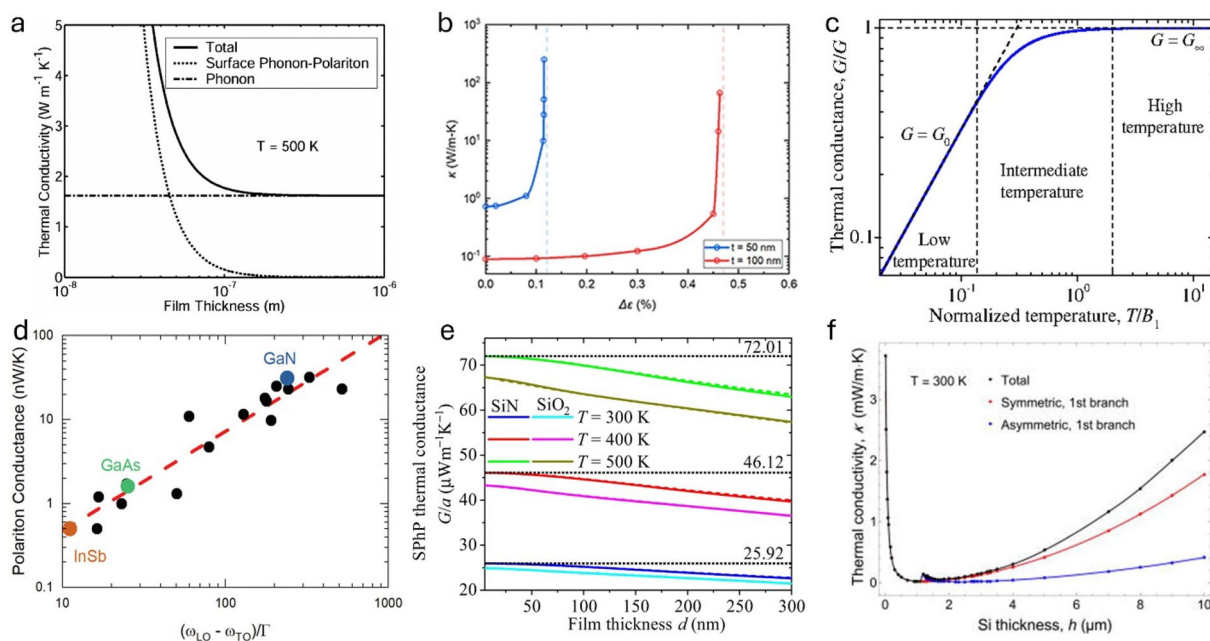 a
Thermal Conductivity (W m⁻¹ K⁻¹)
5
4
3
2
1
0
Total
Surface Phonon-Polariton
Phonon
T = 500 K
10⁻⁸
10⁻⁷
10⁻⁶
Film Thickness (m)
b
κ (W/m-K)
10⁴
10³
10²
10¹
10⁰
10⁻¹
t = 50 nm
t = 100 nm
0.0 0.1 0.2 0.3 0.4 0.5 0.6
Δε (%)
c
Thermal conductance, G/G
1
0.1
G = G∞
G = G₀
High
temperature
Intermediate
temperature
Low
temperature
10⁻¹
10⁰
10¹
Normalized temperature, T/B₁
d
Polariton Conductance (nW/K)
100
10
1
0.1
GaN
GaAs
InSb
10 100 1000
(ω_LO - ω_TO)/Γ
e
SPhP thermal conductance
G/a (μWm⁻¹K⁻¹)
70
60
50
40
30
20
72.01
SiN SiO₂
T = 300 K
T = 400 K
T = 500 K
46.12
25.92
50 100 150 200 250 300
Film thickness d (nm)
f
Thermal conductivity, κ (mW/m·K)
3
2
1
0
T = 300 K
Total
Symmetric, 1st branch
Asymmetric, 1st branch
0 2 4 6 8 10
Si thickness, h (μm)